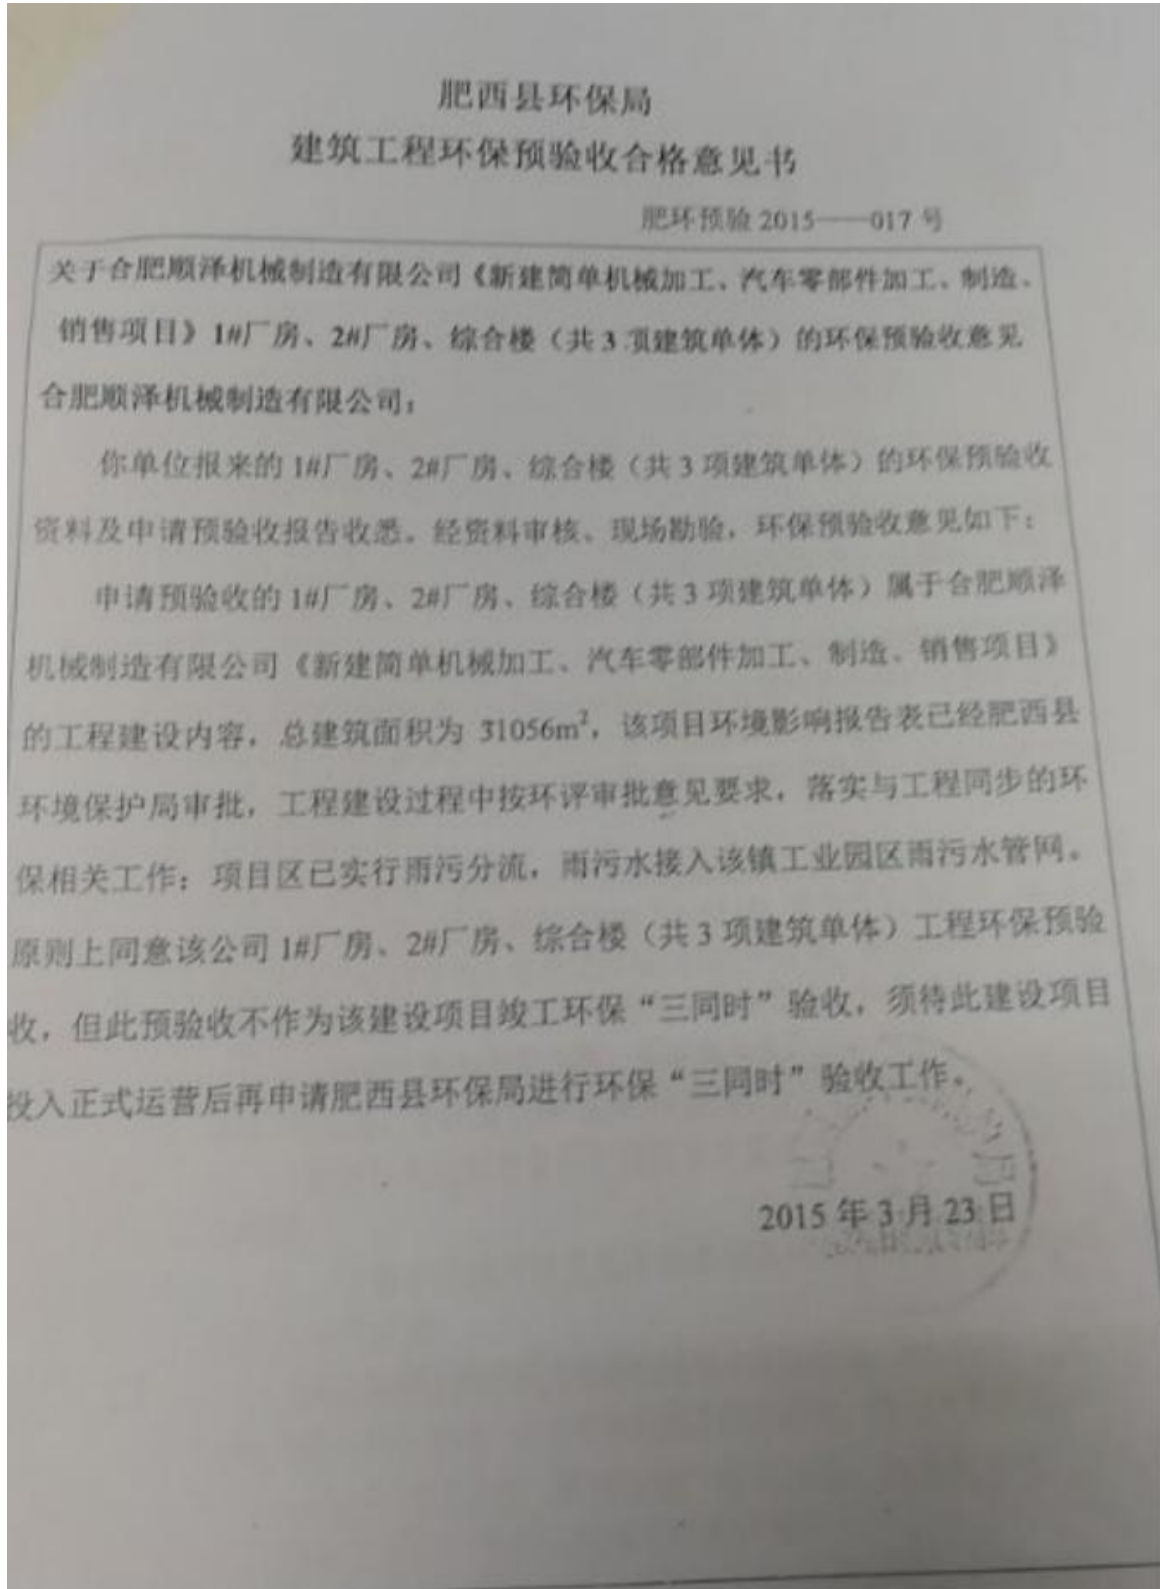 肥西县环保局
建筑工程环保预验收合格意见书
肥环预验 2015——017 号
关于合肥顺泽机械制造有限公司《新建简单机械加工、汽车零部件加工、制造、
销售项目》1#厂房、2#厂房、综合楼（共 3 项建筑单体）的环保预验收意见
合肥顺泽机械制造有限公司：
你单位报来的 1#厂房、2#厂房、综合楼（共 3 项建筑单体）的环保预验收
资料及申请预验收报告收悉。经资料审核、现场勘验，环保预验收意见如下：
申请预验收的 1#厂房、2#厂房、综合楼（共 3 项建筑单体）属于合肥顺泽
机械制造有限公司《新建简单机械加工、汽车零部件加工、制造、销售项目》
的工程建设内容，总建筑面积为 31056m²，该项目环境影响报告表已经肥西县
环境保护局审批，工程建设过程中按环评审批意见要求，落实与工程同步的环
保相关工作：项目区已实行雨污分流，雨污水接入该镇工业园区雨污水管网。
原则上同意该公司 1#厂房、2#厂房、综合楼（共 3 项建筑单体）工程环保预验
收，但此预验收不作为该建设项目竣工环保“三同时”验收，须待此建设项目
投入正式运营后再申请肥西县环保局进行环保“三同时”验收工作。
2015 年 3 月 23 日